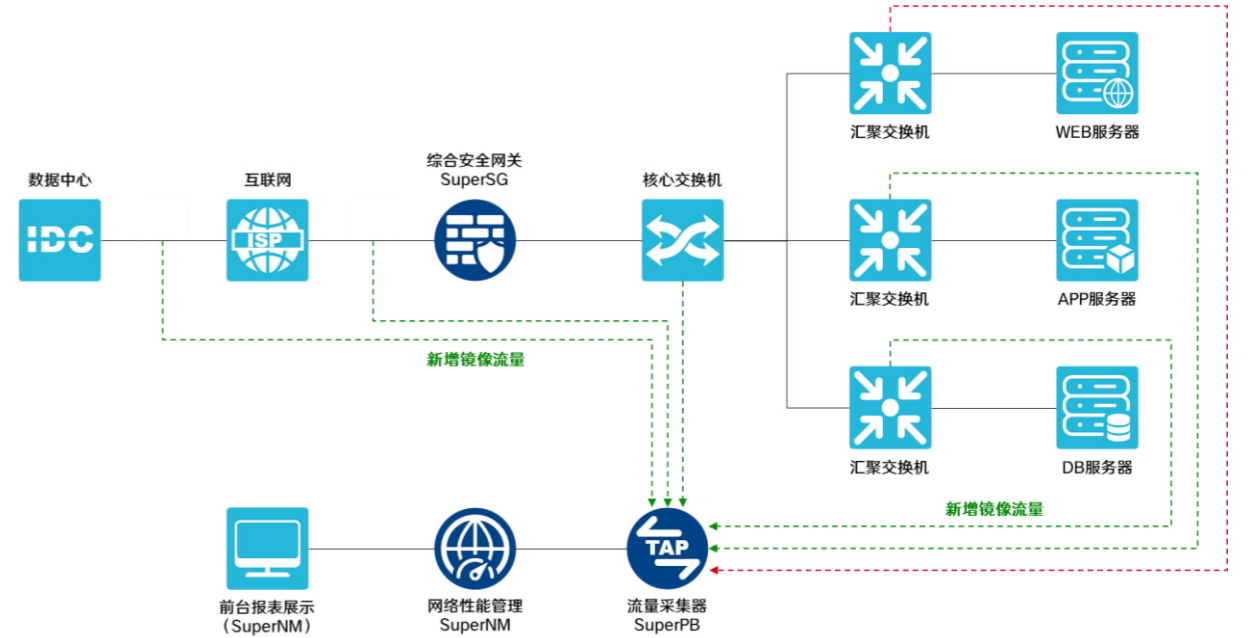 汇聚交换机
WEB服务器
综合安全网关
SuperSG
数据中心
互联网
核心交换机
IDC
ISP
汇聚交换机
APP服务器
新增镜像流量
汇聚交换机
DB服务器
新增镜像流量
TAP
前台报表展示
（SuperNM）
网络性能管理
SuperNM
流量采集器
SuperPB